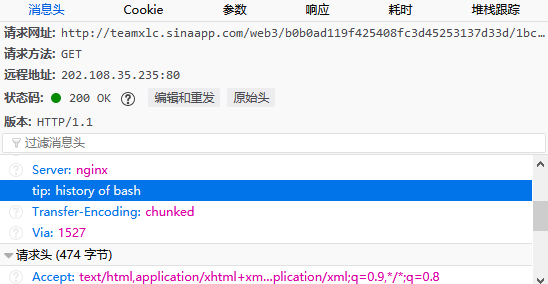 消息头 Cookie 参数 响应 耗时 堆栈跟踪
请求网址: http://teamxlc.sinaapp.com/web3/b0b0ad119f425408fc3d45253137d33d/1bc…
请求方法: GET
远程地址: 202.108.35.235:80
状态码: 200 OK ? 编辑和重发 原始头
版本: HTTP/1.1
过滤消息头
? Server: nginx
tip: history of bash
? Transfer-Encoding: chunked
? Via: 1527
请求头 (474 字节)
? Accept: text/html,application/xhtml+xm…plication/xml;q=0.9,*/*;q=0.8